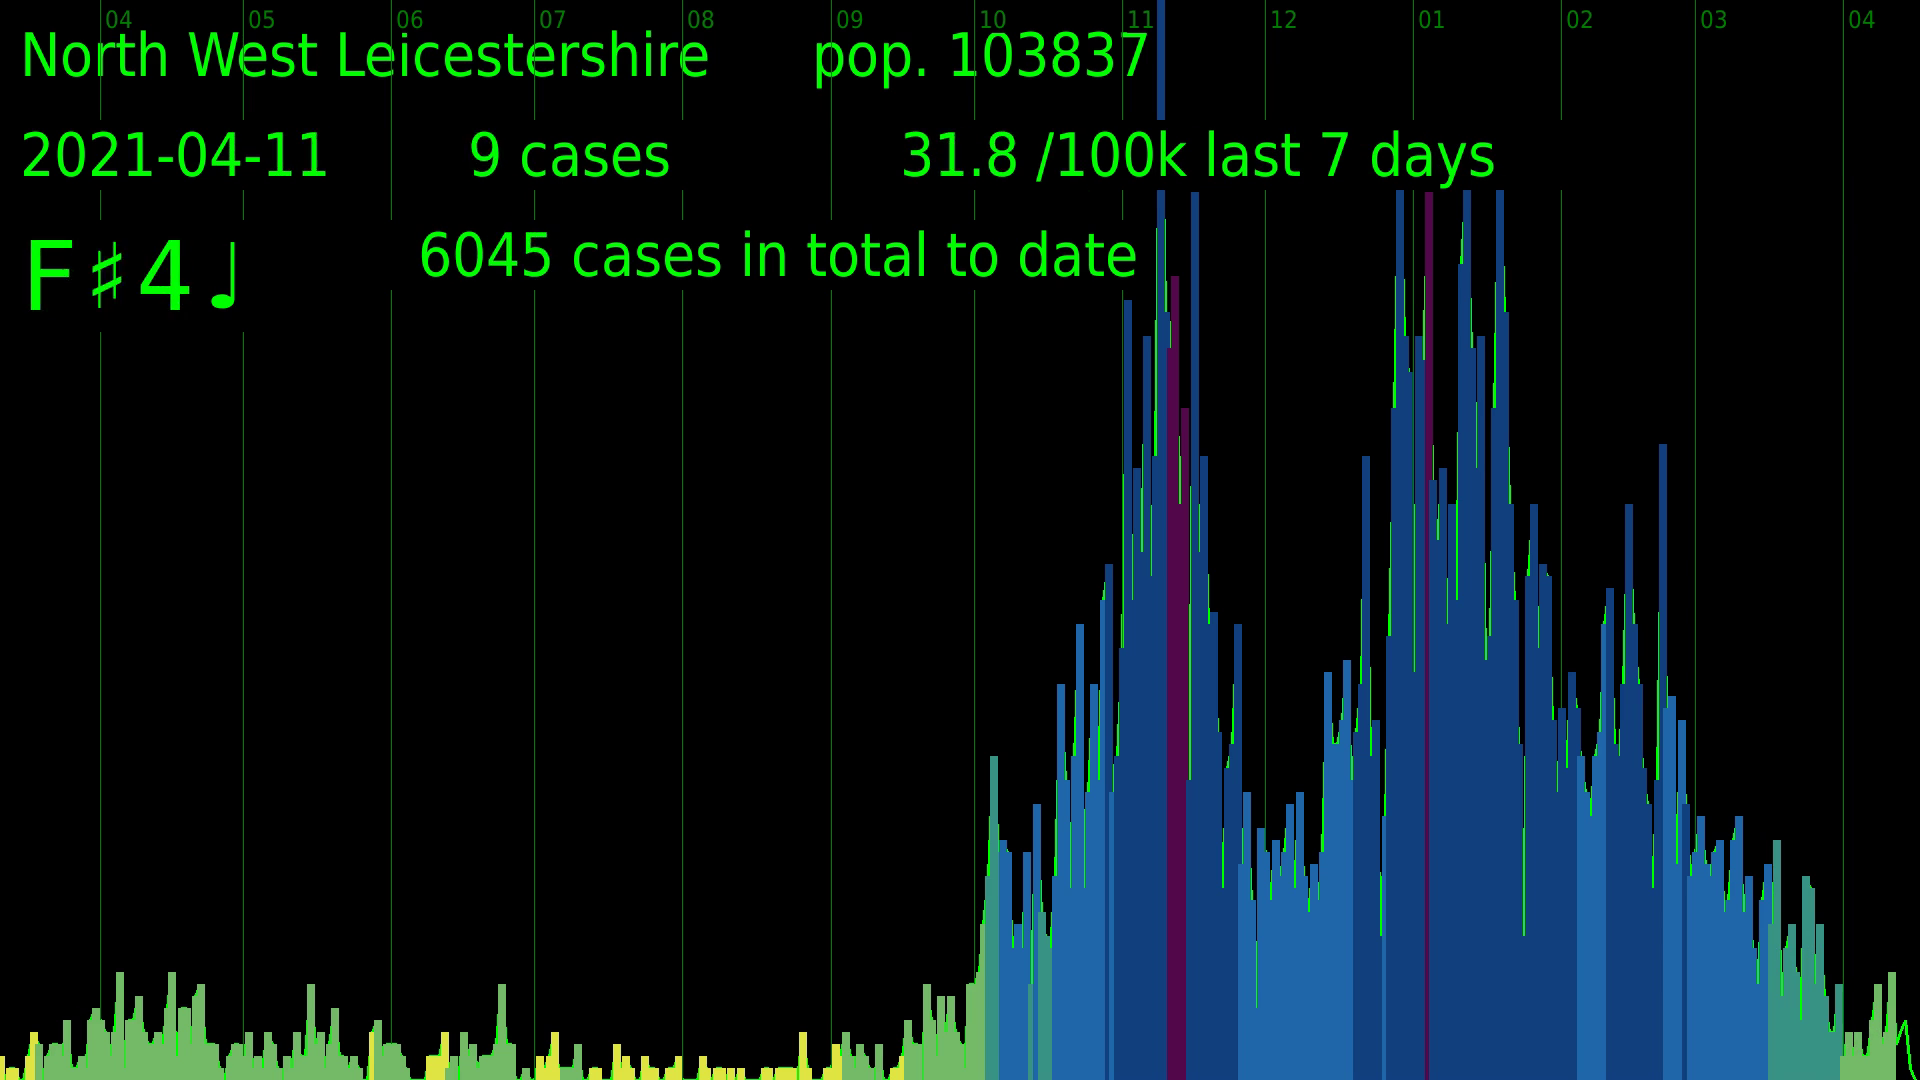 04 05 06 07 08 09 10 11 12 01 02 03 04
North West Leicestershire pop. 103837
2021-04-11 9 cases 31.8 /100k last 7 days
F♯4♩ 6045 cases in total to date